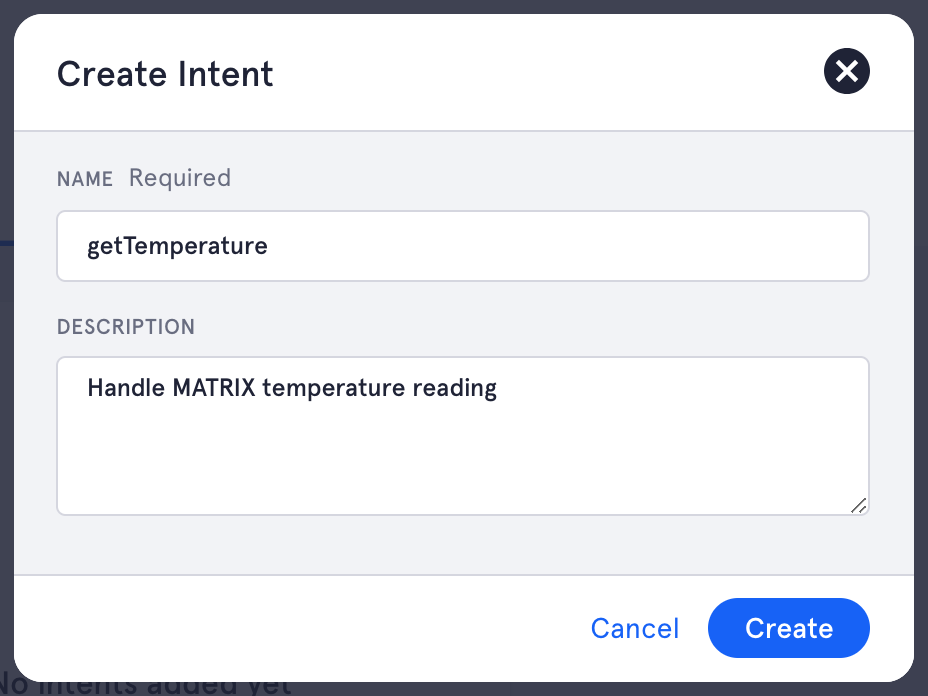 Create Intent
NAME Required
getTemperature
DESCRIPTION
Handle MATRIX temperature reading
Cancel Create
No intents added yet